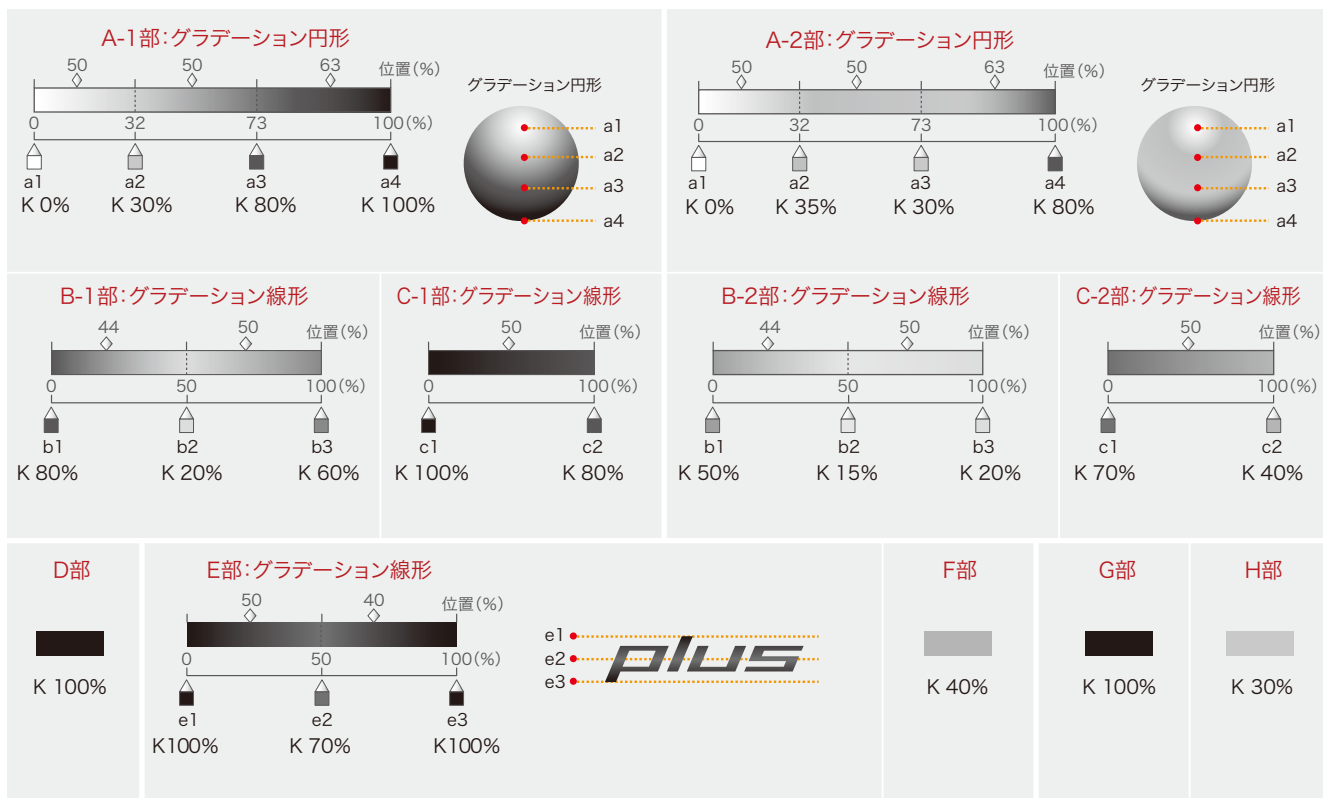 A-1部:グラデーション円形
50 50 63 位置(%)
0 32 73 100(%)
a1 a2 a3 a4
K 0% K 30% K 80% K 100%
グラデーション円形
a1
a2
a3
a4
A-2部:グラデーション円形
50 50 63 位置(%)
0 32 73 100(%)
a1 a2 a3 a4
K 0% K 35% K 30% K 80%
グラデーション円形
a1
a2
a3
a4
B-1部:グラデーション線形
44 50 位置(%)
0 50 100(%)
b1 b2 b3
K 80% K 20% K 60%
C-1部:グラデーション線形
50 位置(%)
0 100(%)
c1 c2
K 100% K 80%
B-2部:グラデーション線形
44 50 位置(%)
0 50 100(%)
b1 b2 b3
K 50% K 15% K 20%
C-2部:グラデーション線形
50 位置(%)
0 100(%)
c1 c2
K 70% K 40%
D部
K 100%
E部:グラデーション線形
50 40 位置(%)
0 50 100(%)
e1 e2 e3
K100% K 70% K100%
e1
e2
e3
plus
F部
K 40%
G部
K 100%
H部
K 30%